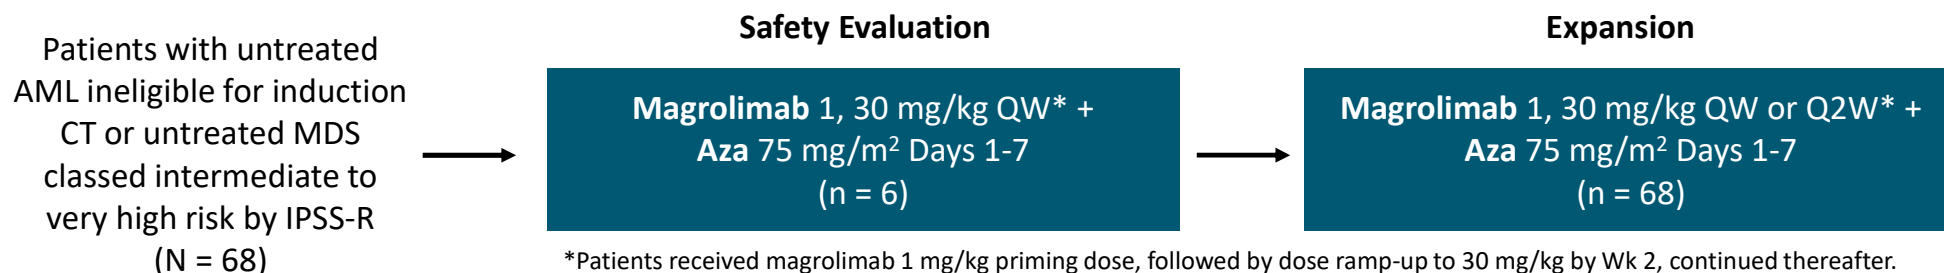 Patients with untreated
AML ineligible for induction
CT or untreated MDS
classed intermediate to
very high risk by IPSS-R
(N = 68)
Safety Evaluation
Magrolimab 1, 30 mg/kg QW* +
Aza 75 mg/m² Days 1-7
(n = 6)
Expansion
Magrolimab 1, 30 mg/kg QW or Q2W* +
Aza 75 mg/m² Days 1-7
(n = 68)
*Patients received magrolimab 1 mg/kg priming dose, followed by dose ramp-up to 30 mg/kg by Wk 2, continued thereafter.